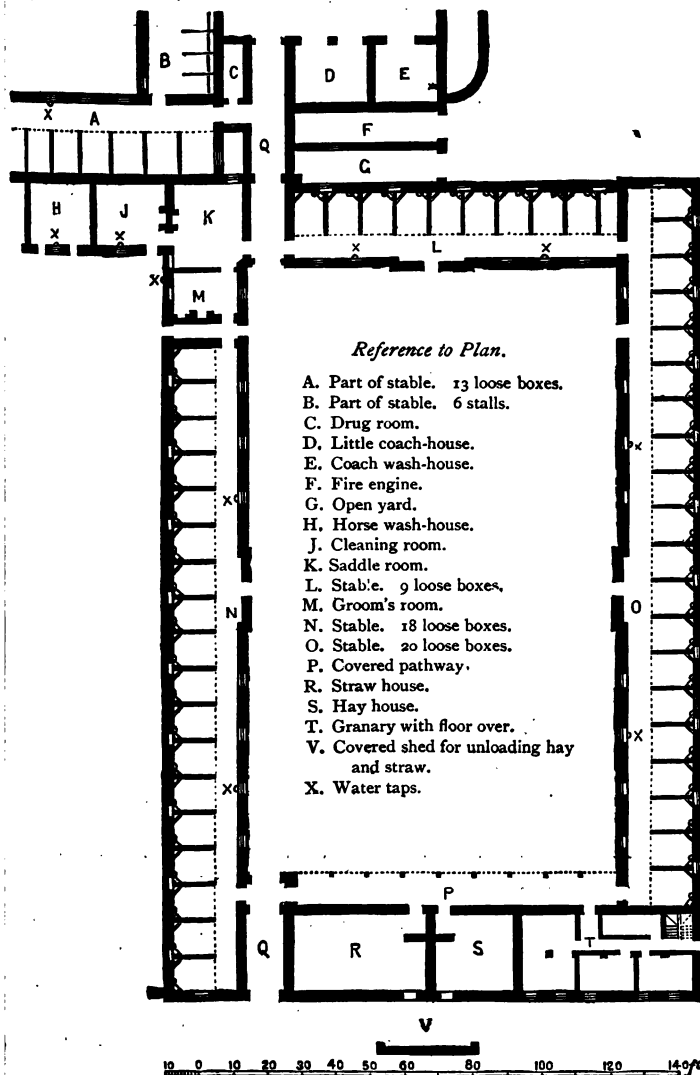 B
C
D
E
X
A
Q
F
G
H
J
K
X
X
X
L
X
X
M
Reference to Plan.
A. Part of stable. 13 loose boxes.
B. Part of stable. 6 stalls.
C. Drug room.
D. Little coach-house.
E. Coach wash-house.
F. Fire engine.
G. Open yard.
H. Horse wash-house.
J. Cleaning room.
K. Saddle room.
L. Stable. 9 loose boxes.
M. Groom's room.
N. Stable. 18 loose boxes.
O. Stable. 20 loose boxes.
P. Covered pathway.
R. Straw house.
S. Hay house.
T. Granary with floor over.
V. Covered shed for unloading hay
and straw.
X. Water taps.
X
X
N
O
X
X
P
Q
R
S
T
V
10 0 10 20 30 40 60 80 100 120 140